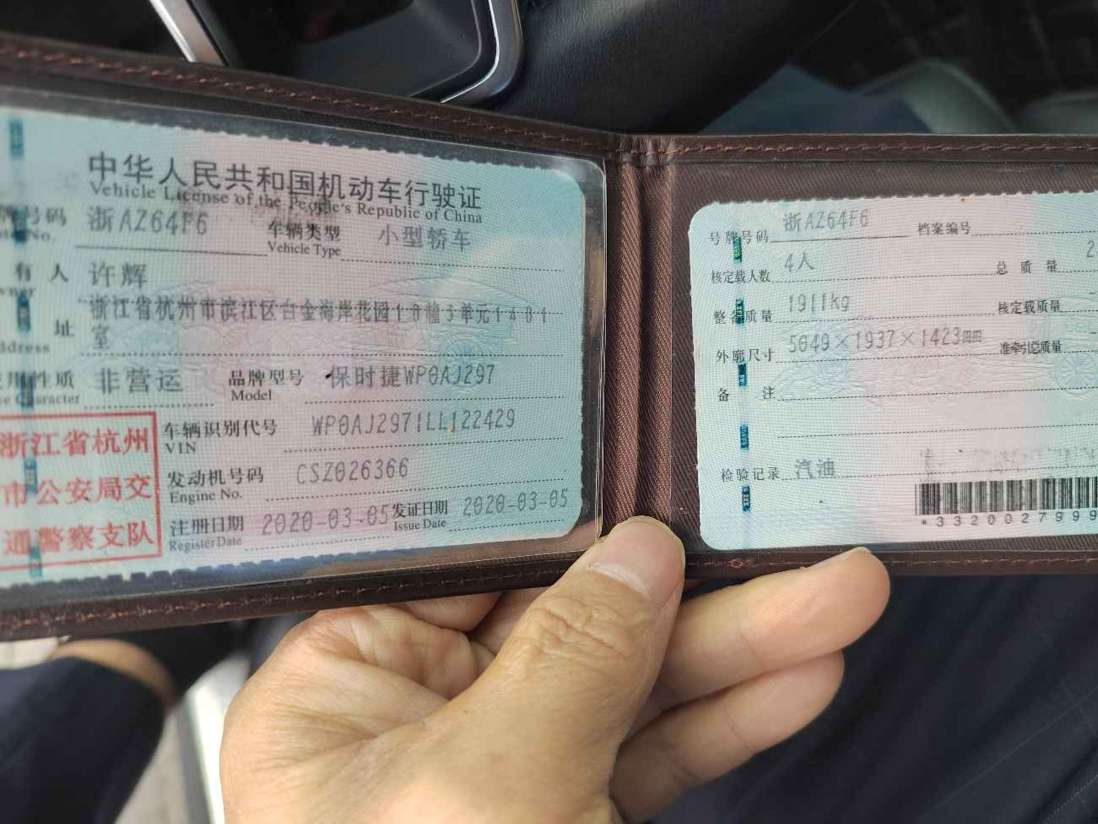 中华人民共和国机动车行驶证
Vehicle License of the People's Republic of China
牌号码 浙AZ64F6 车辆类型 小型轿车
No. Vehicle Type
有人 许辉
浙江省杭州市滨江区白金海岸花园10幢3单元1404
址 室
ddress
用性质 非营运 品牌型号 保时捷WP0AJ297
Character Model
浙江省杭州
市公安局交
通警察支队
车辆识别代号 WP0AJ2971LL122429
VIN
发动机号码 CSZ026366
Engine No.
注册日期 2020-03-05 发证日期 2020-03-05
Register Date Issue Date
号牌号码 浙AZ64F6 档案编号
核定载人数 4人 总质量 2
整备质量 1911kg 核定载质量
外廓尺寸 5049×1937×1423 准牵引总质量
备注
检验记录 汽油
*3320027999